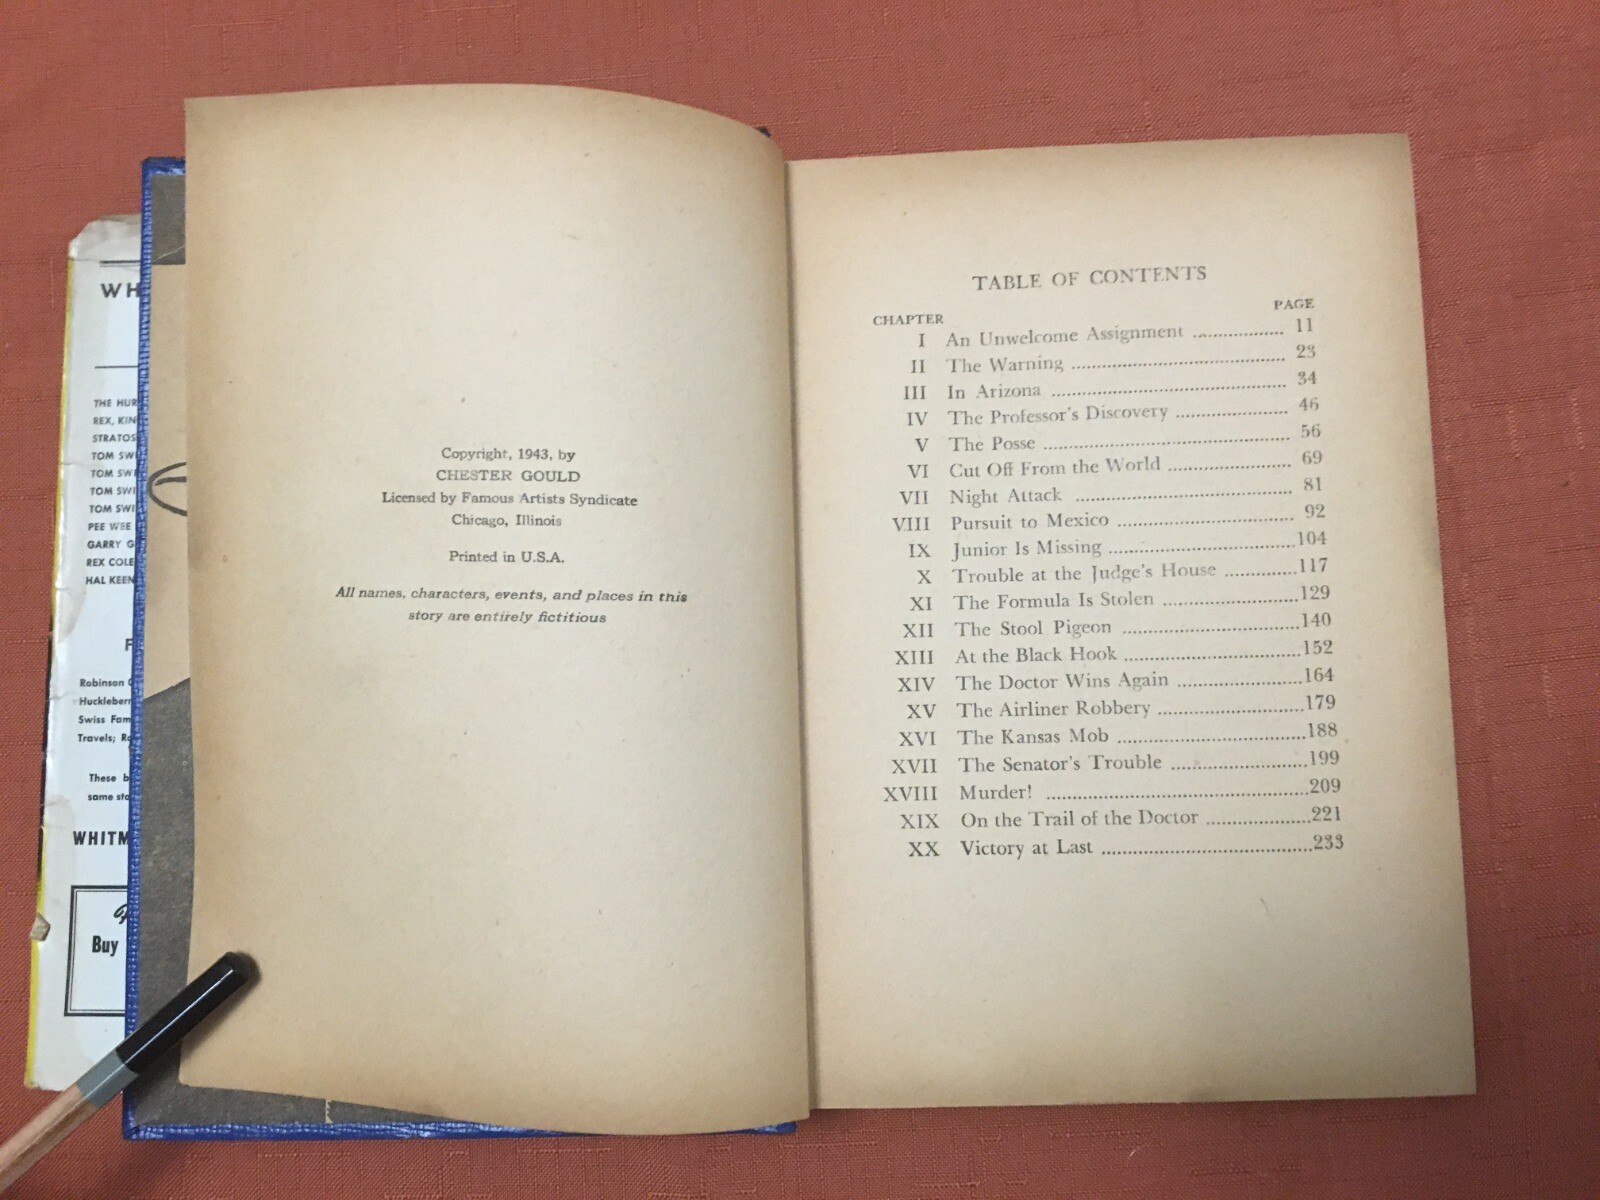 WH
THE HUR
REX, KIN
STRATOS
TOM SWI
TOM SWI
TOM SWI
TOM SWI
PEE WEE
GARRY G
REX COLE
HAL KEEN
F
Robinson
Huckleberr
Swiss Fam
Travels; Ro
These b
same sto
WHITM
Buy
Copyright, 1943, by
CHESTER GOULD
Licensed by Famous Artists Syndicate
Chicago, Illinois
Printed in U.S.A.
All names, characters, events, and places in this
story are entirely fictitious
TABLE OF CONTENTS
CHAPTER PAGE
I An Unwelcome Assignment ................ 11
II The Warning ........................................ 23
III In Arizona ............................................ 34
IV The Professor's Discovery .................... 46
V The Posse ............................................. 56
VI Cut Off From the World ...................... 69
VII Night Attack ........................................ 81
VIII Pursuit to Mexico ................................ 92
IX Junior Is Missing ..................................104
X Trouble at the Judge's House ..............117
XI The Formula Is Stolen ..........................129
XII The Stool Pigeon ..................................140
XIII At the Black Hook ................................152
XIV The Doctor Wins Again ......................164
XV The Airliner Robbery ...........................179
XVI The Kansas Mob ...................................188
XVII The Senator's Trouble .........................199
XVIII Murder! ................................................209
XIX On the Trail of the Doctor ...................221
XX Victory at Last .......................................233